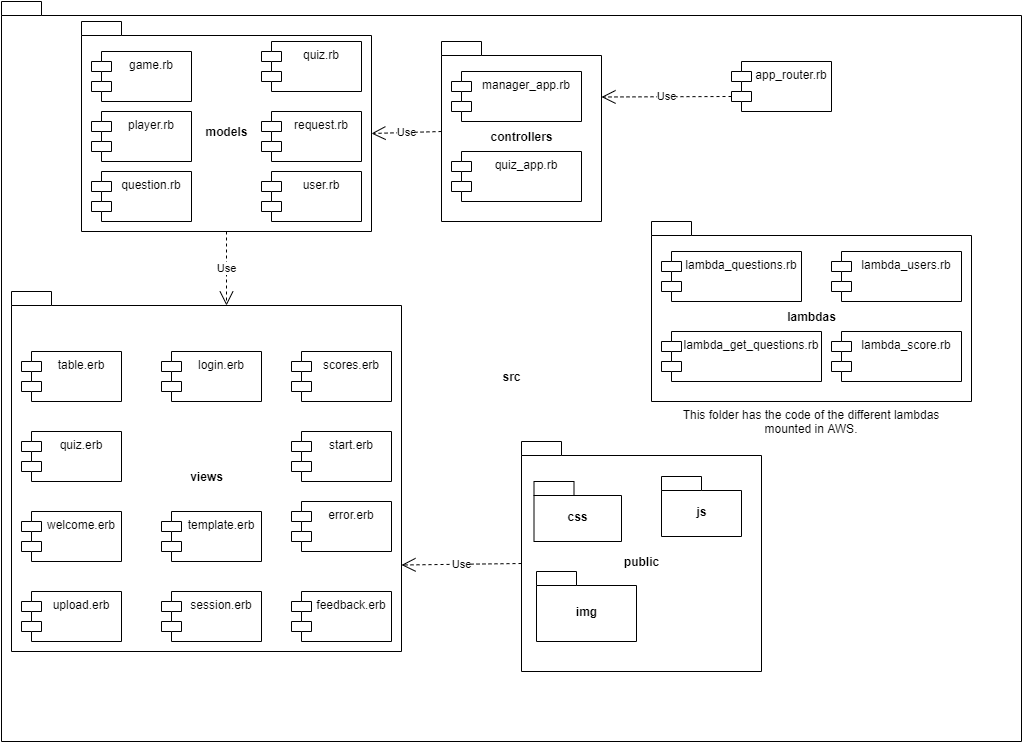 game.rb
quiz.rb
player.rb
models
request.rb
question.rb
user.rb
Use
manager_app.rb
controllers
quiz_app.rb
Use
app_router.rb
Use
lambda_questions.rb
lambda_users.rb
lambdas
lambda_get_questions.rb
lambda_score.rb
This folder has the code of the different lambdas
mounted in AWS.
src
table.erb
login.erb
scores.erb
quiz.erb
start.erb
views
welcome.erb
template.erb
error.erb
upload.erb
session.erb
feedback.erb
Use
css
js
public
img